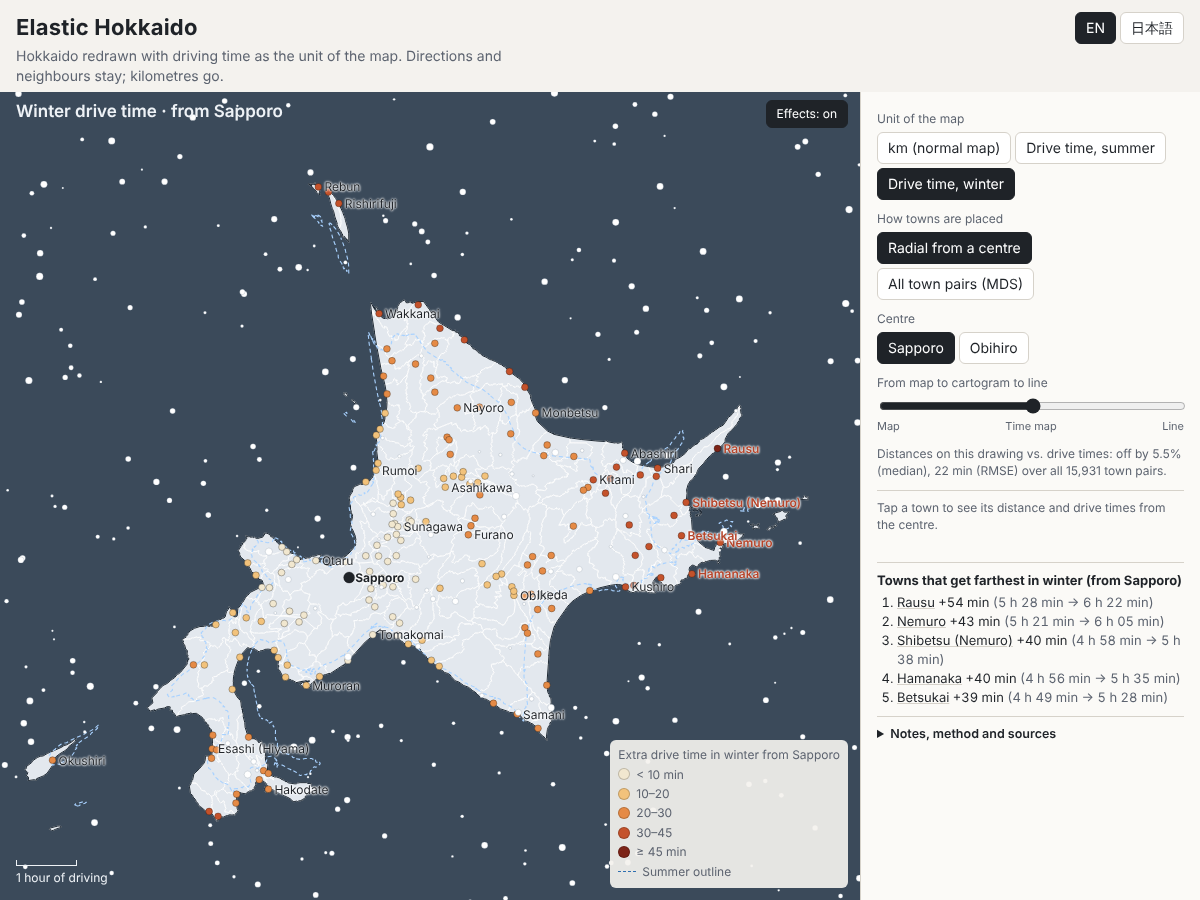 Elastic Hokkaido
Hokkaido redrawn with driving time as the unit of the map. Directions and
neighbours stay; kilometres go.
EN
日本語
Winter drive time · from Sapporo
Effects: on
Rebun
Rishirifuji
Wakkanai
Nayoro
Monbetsu
Rausu
Abashiri
Shari
Rumoi
Kitami
Asahikawa
Shibetsu (Nemuro)
Sunagawa
Furano
Betsukai
Nemuro
Otaru
Sapporo
Hamanaka
Kushiro
Ikeda
Tomakomai
Muroran
Samani
Esashi (Hiyama)
Okushiri
Hakodate
1 hour of driving
Extra drive time in winter from Sapporo
< 10 min
10–20
20–30
30–45
≥ 45 min
Summer outline
Unit of the map
km (normal map)
Drive time, summer
Drive time, winter
How towns are placed
Radial from a centre
All town pairs (MDS)
Centre
Sapporo
Obihiro
From map to cartogram to line
Map
Time map
Line
Distances on this drawing vs. drive times: off by 5.5%
(median), 22 min (RMSE) over all 15,931 town pairs.
Tap a town to see its distance and drive times from
the centre.
Towns that get farthest in winter (from Sapporo)
1. Rausu +54 min (5 h 28 min → 6 h 22 min)
2. Nemuro +43 min (5 h 21 min → 6 h 05 min)
3. Shibetsu (Nemuro) +40 min (4 h 58 min → 5 h
38 min)
4. Hamanaka +40 min (4 h 56 min → 5 h 35 min)
5. Betsukai +39 min (4 h 49 min → 5 h 28 min)
Notes, method and sources